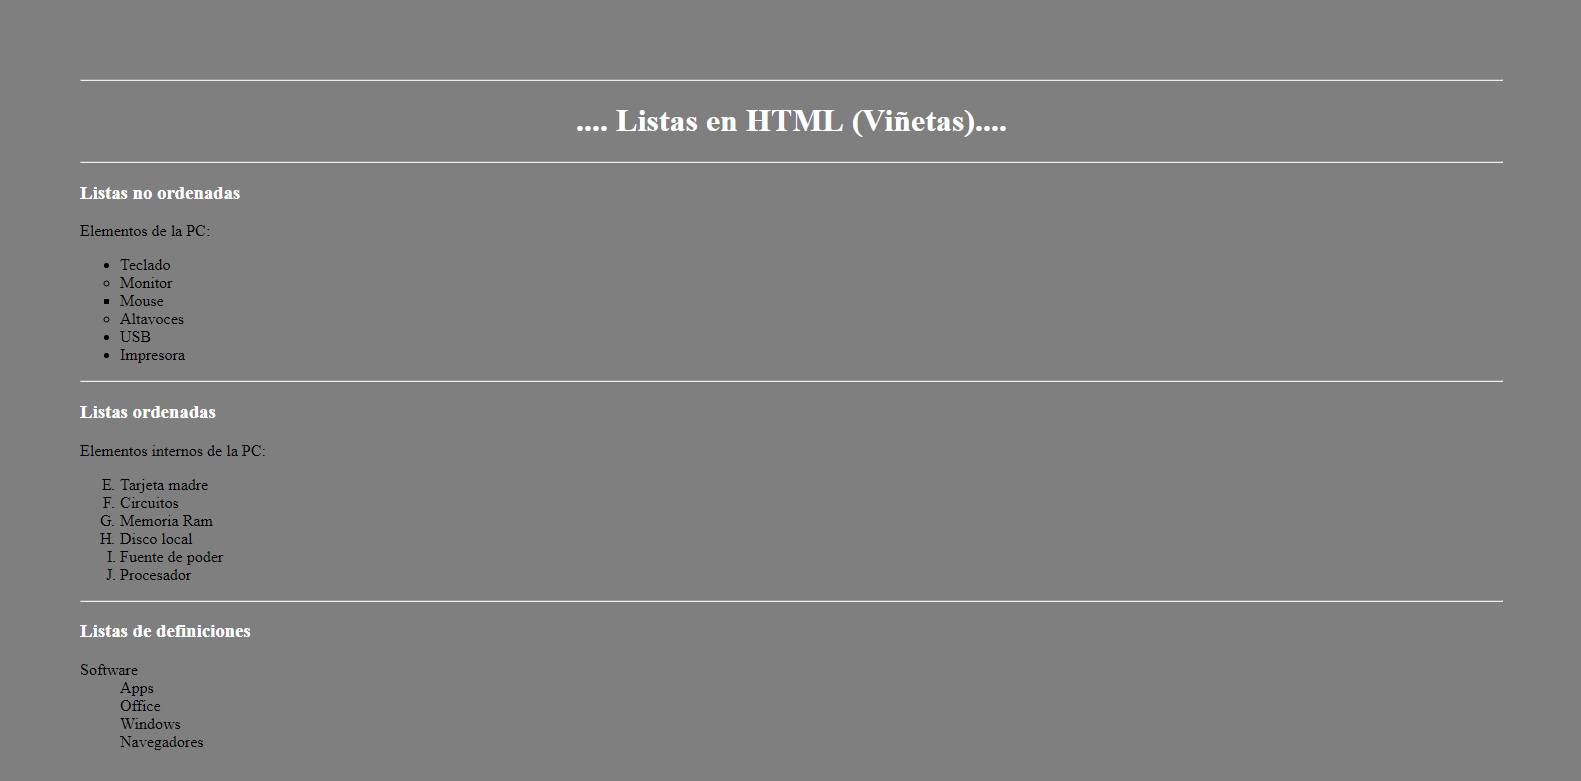 .... Listas en HTML (Viñetas)....
Listas no ordenadas
Elementos de la PC:
• Teclado
◦ Monitor
▪ Mouse
◦ Altavoces
• USB
• Impresora
Listas ordenadas
Elementos internos de la PC:
E. Tarjeta madre
F. Circuitos
G. Memoria Ram
H. Disco local
I. Fuente de poder
J. Procesador
Listas de definiciones
Software
Apps
Office
Windows
Navegadores